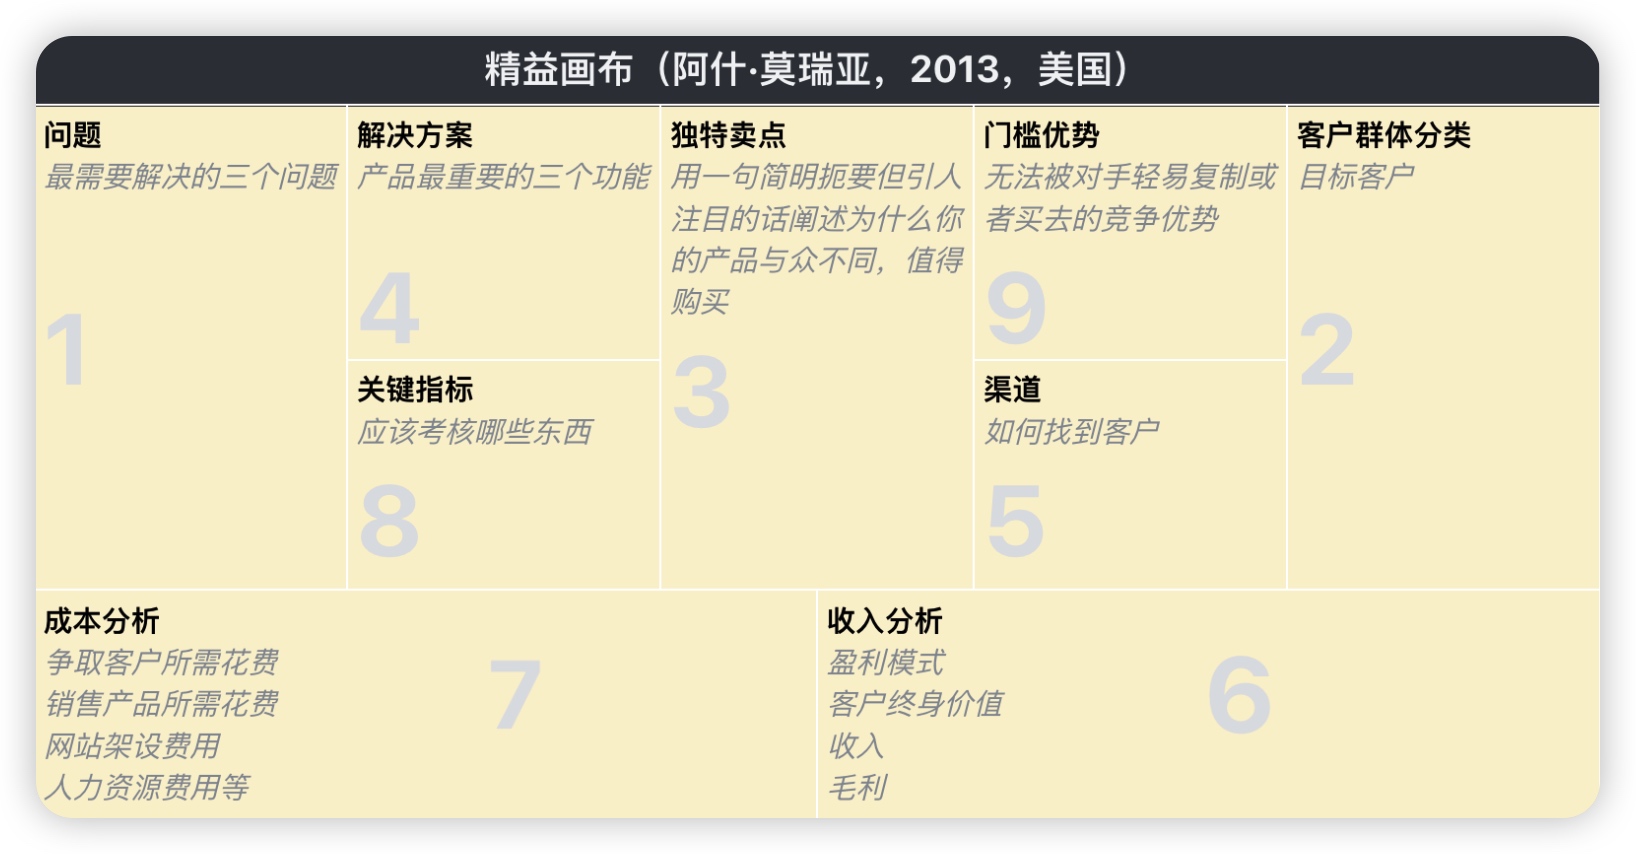 精益画布（阿什·莫瑞亚，2013，美国）
问题
最需要解决的三个问题
1
解决方案
产品最重要的三个功能
4
关键指标
应该考核哪些东西
8
独特卖点
用一句简明扼要但引人
注目的话阐述为什么你
的产品与众不同，值得
购买
3
门槛优势
无法被对手轻易复制或
者买去的竞争优势
9
渠道
如何找到客户
5
客户群体分类
目标客户
2
成本分析
争取客户所需花费
销售产品所需花费
网站架设费用
人力资源费用等
7
收入分析
盈利模式
客户终身价值
收入
毛利
6